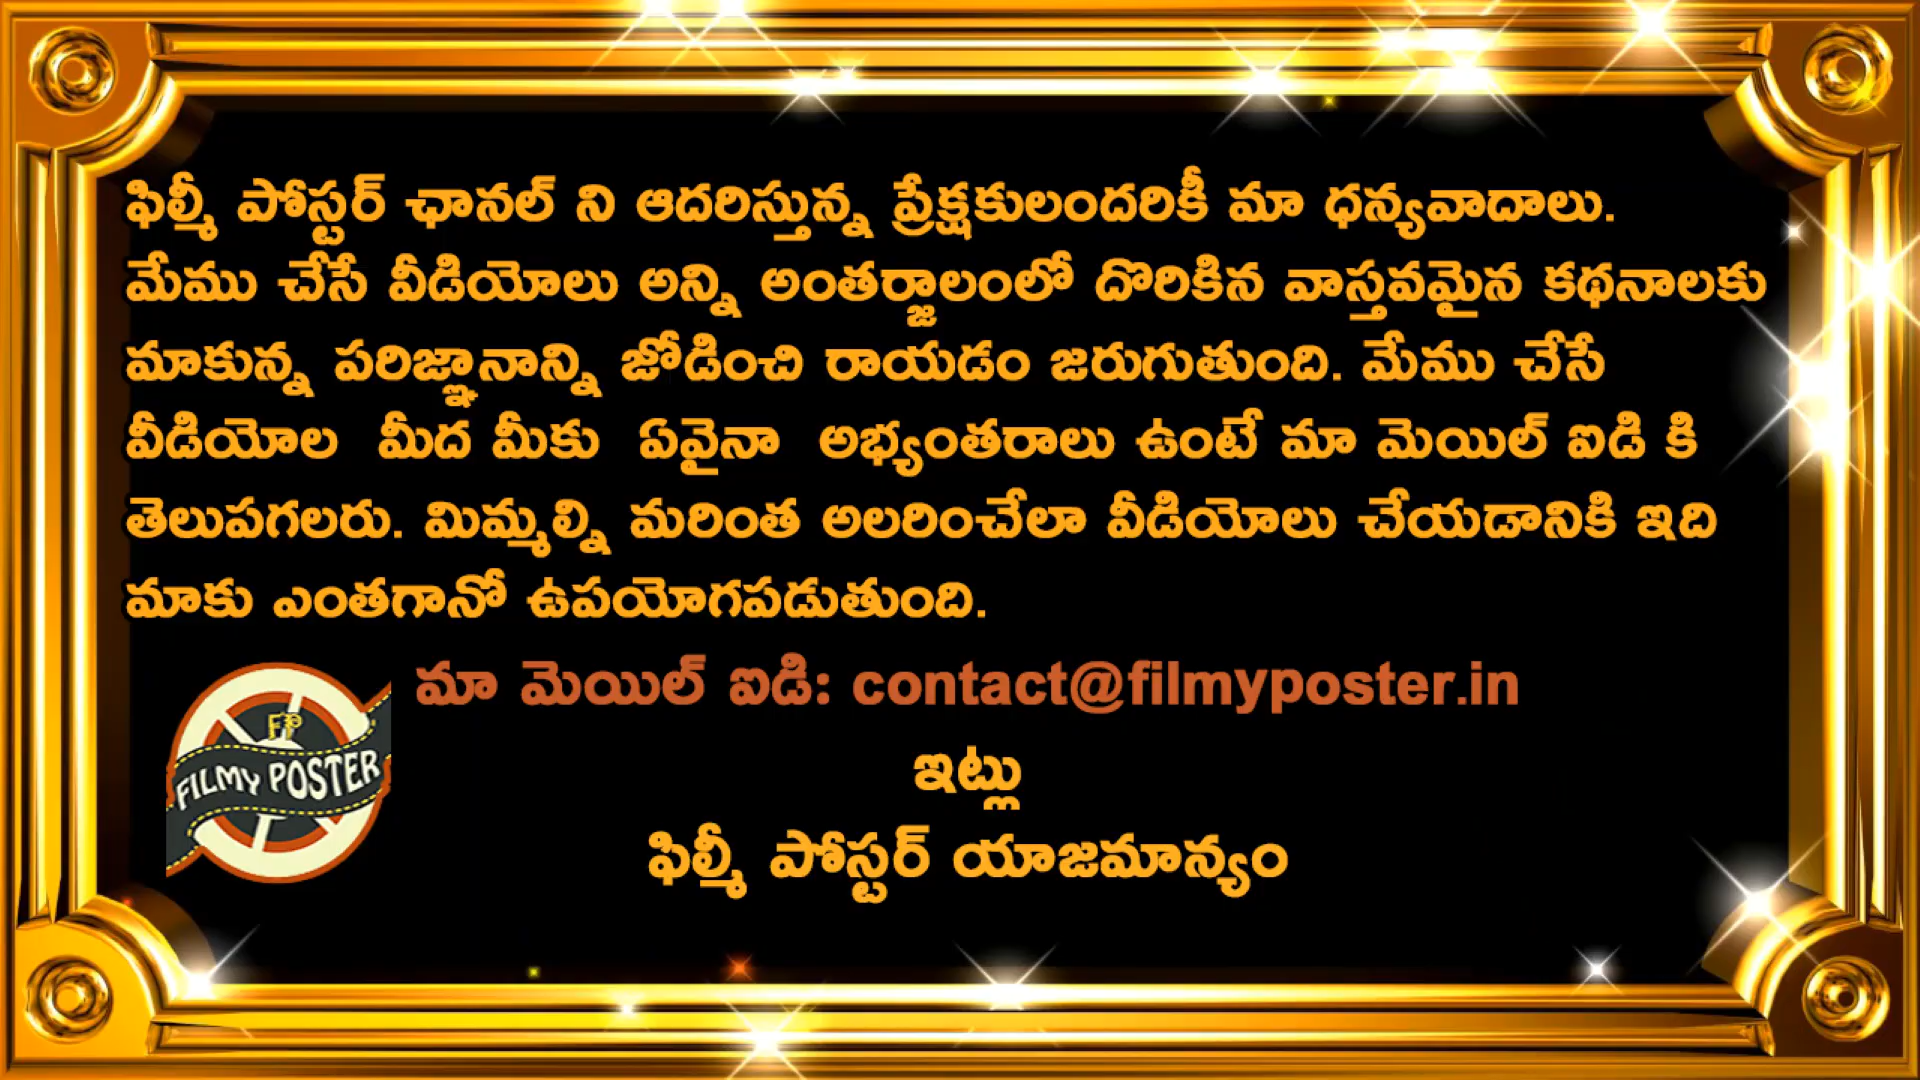 ఫిల్మీ పోస్టర్ ఛానల్ ని ఆదరిస్తున్న ప్రేక్షకులందరికీ మా ధన్యవాదాలు.
మేము చేసే వీడియోలు అన్ని అంతర్జాలంలో దొరికిన వాస్తవమైన కథనాలకు
మాకున్న పరిజ్ఞానాన్ని జోడించి రాయడం జరుగుతుంది. మేము చేసే
వీడియోల మీద మీకు ఏవైనా అభ్యంతరాలు ఉంటే మా మెయిల్ ఐడి కి
తెలుపగలరు. మిమ్మల్ని మరింత అలరించేలా వీడియోలు చేయడానికి ఇది
మాకు ఎంతగానో ఉపయోగపడుతుంది.
మా మెయిల్ ఐడి: contact@filmyposter.in
FP
FILMY POSTER
ఇట్లు
ఫిల్మీ పోస్టర్ యాజమాన్యం